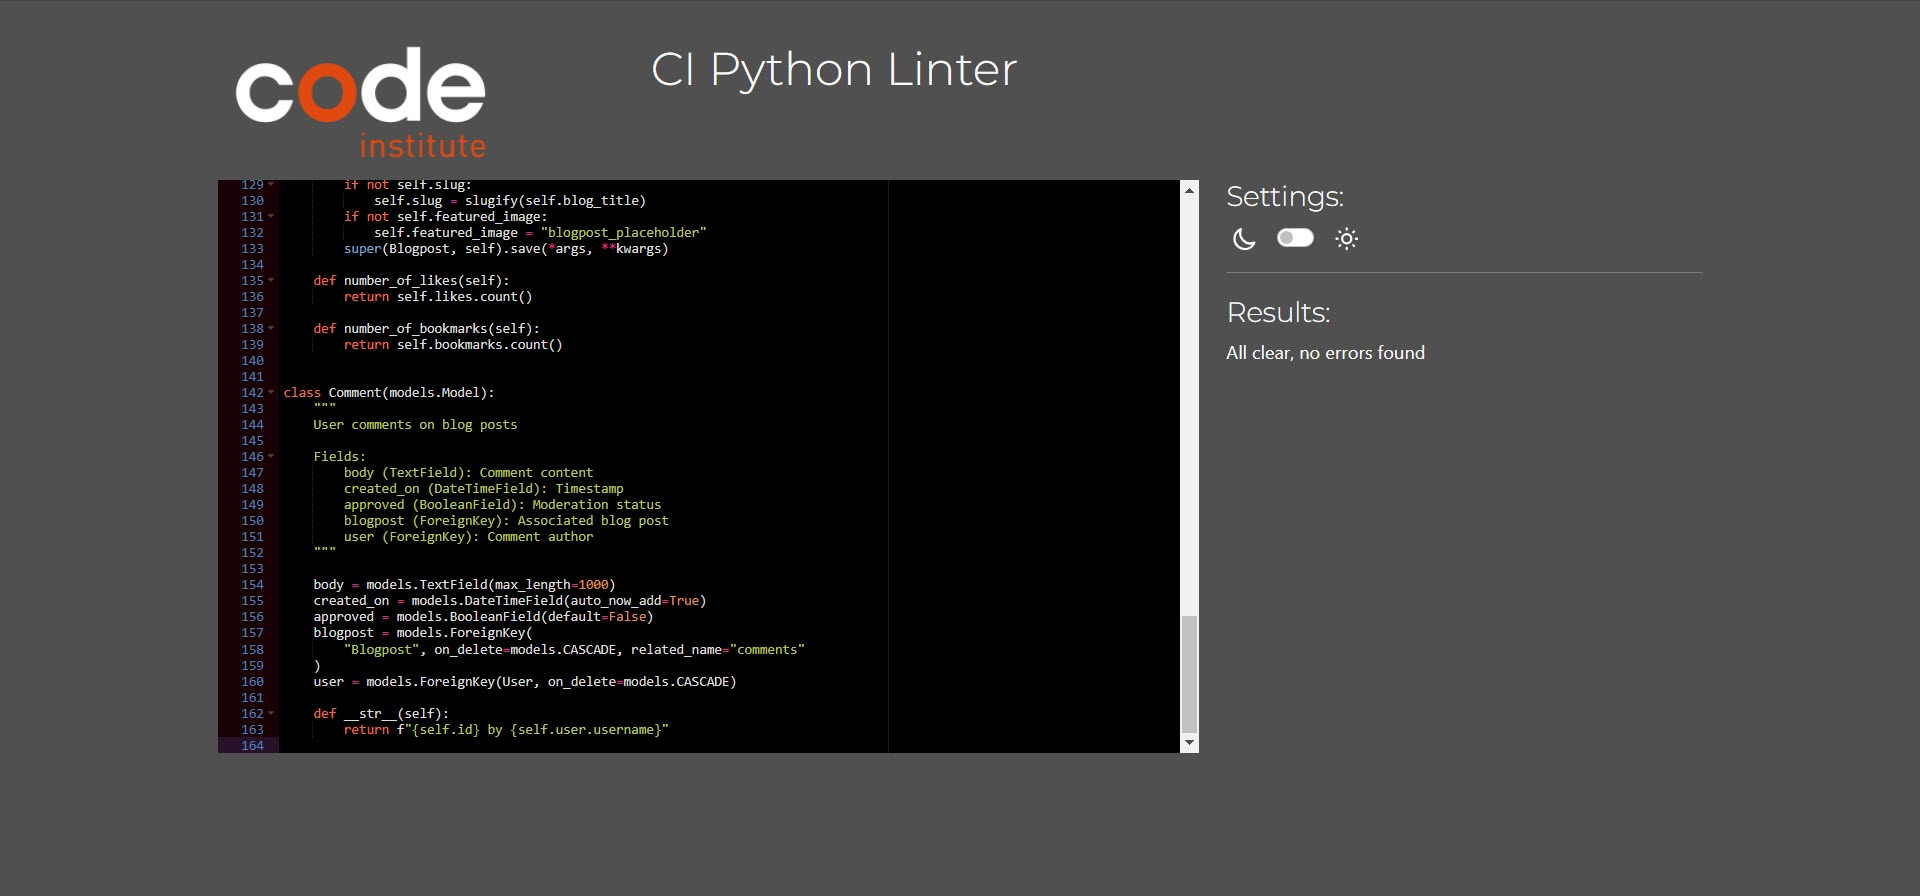 code
institute
CI Python Linter
129 if not self.slug:
130 self.slug = slugify(self.blog_title)
131 if not self.featured_image:
132 self.featured_image = "blogpost_placeholder"
133 super(Blogpost, self).save(*args, **kwargs)
134
135 def number_of_likes(self):
136 return self.likes.count()
137
138 def number_of_bookmarks(self):
139 return self.bookmarks.count()
140
141
142 class Comment(models.Model):
143 """
144 User comments on blog posts
145
146 Fields:
147 body (TextField): Comment content
148 created_on (DateTimeField): Timestamp
149 approved (BooleanField): Moderation status
150 blogpost (ForeignKey): Associated blog post
151 user (ForeignKey): Comment author
152 """
153
154 body = models.TextField(max_length=1000)
155 created_on = models.DateTimeField(auto_now_add=True)
156 approved = models.BooleanField(default=False)
157 blogpost = models.ForeignKey(
158 "Blogpost", on_delete=models.CASCADE, related_name="comments"
159 )
160 user = models.ForeignKey(User, on_delete=models.CASCADE)
161
162 def __str__(self):
163 return f"{self.id} by {self.user.username}"
164
Settings:
Results:
All clear, no errors found